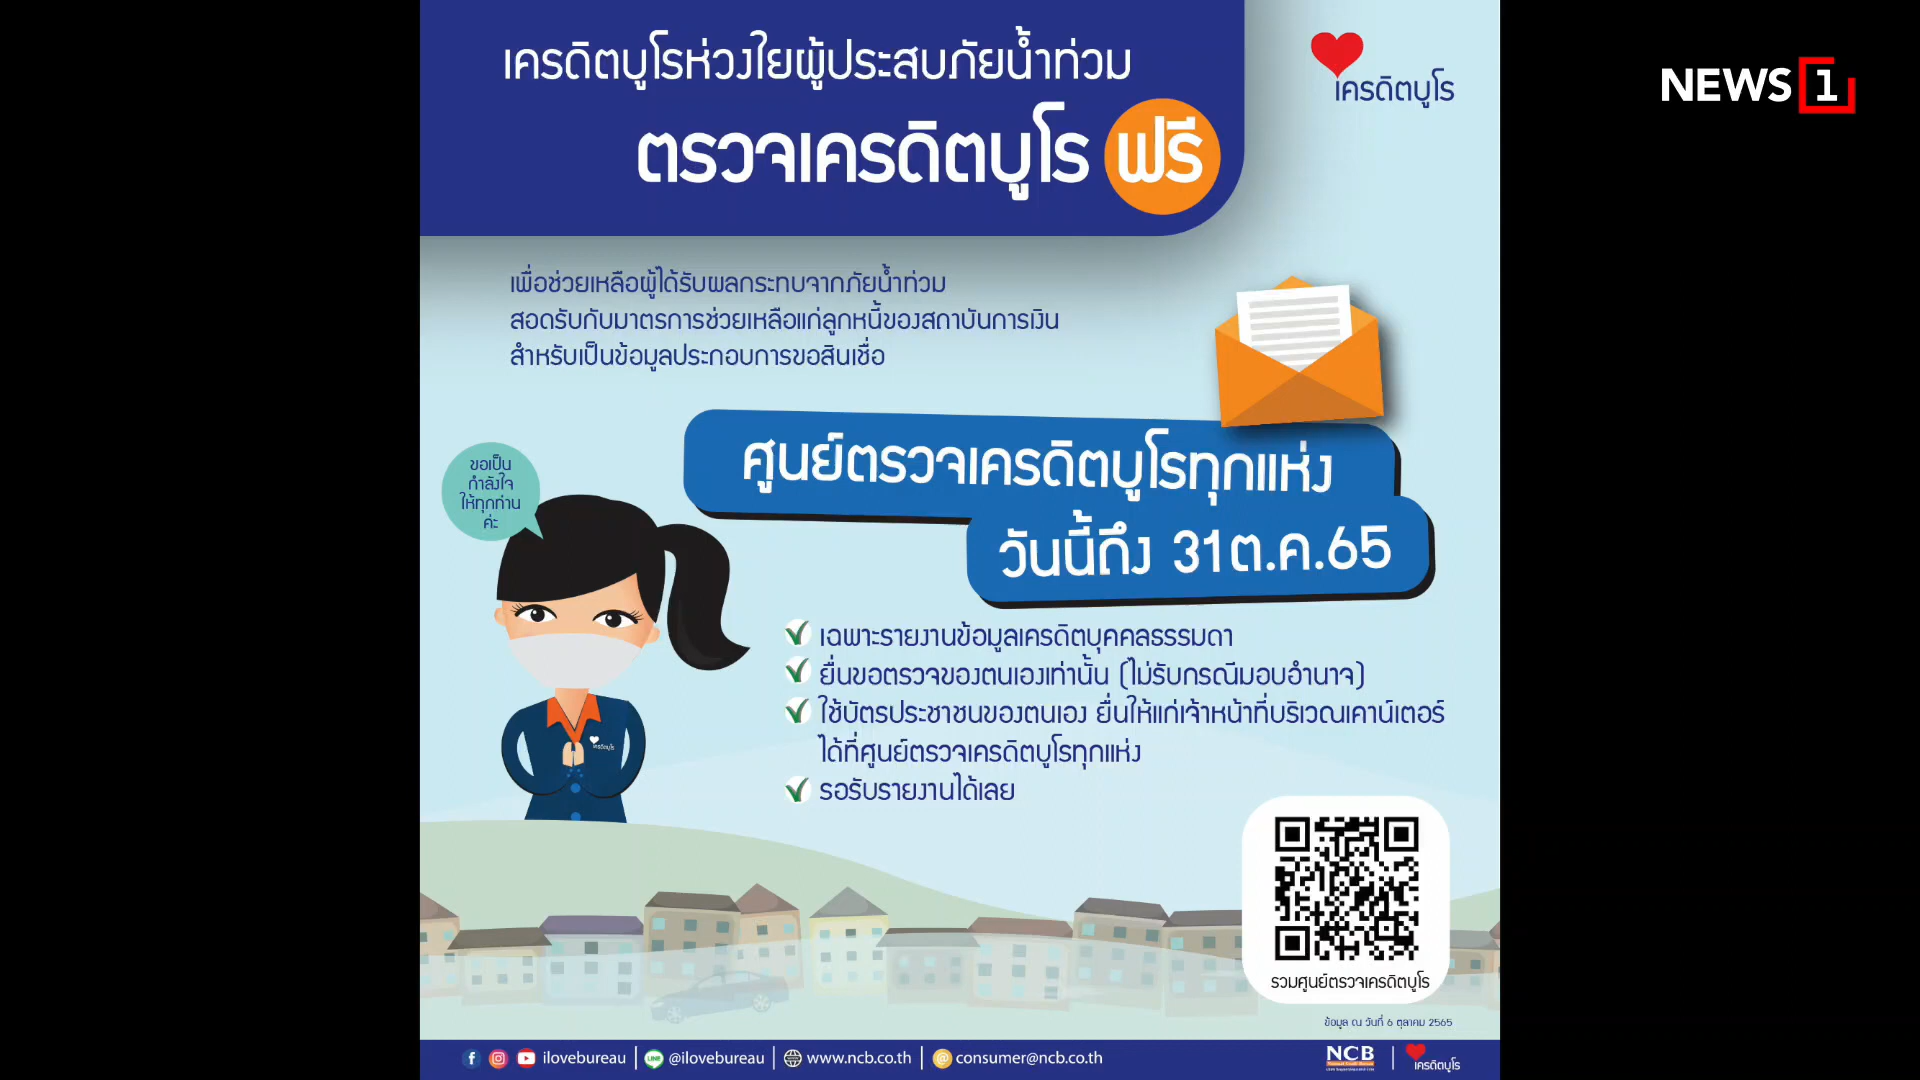 เครดิตบูโรห่วงใยผู้ประสบภัยน้ำท่วม
ตรวจเครดิตบูโร ฟรี
เครดิตบูโร
NEWS 1
เพื่อช่วยเหลือผู้ได้รับผลกระทบจากภัยน้ำท่วม
สอดรับกับมาตรการช่วยเหลือแก่ลูกหนี้ของสถาบันการเงิน
สำหรับเป็นข้อมูลประกอบการขอสินเชื่อ
ศูนย์ตรวจเครดิตบูโรทุกแห่ง
วันนี้ถึง 31ต.ค.65
ขอเป็น
กำลังใจ
ให้ทุกท่าน
ค่ะ
เฉพาะรายงานข้อมูลเครดิตบุคคลธรรมดา
ยื่นขอตรวจของตนเองเท่านั้น (ไม่รับกรณีมอบอำนาจ)
ใช้บัตรประชาชนของตนเอง ยื่นให้แก่เจ้าหน้าที่บริเวณเคาน์เตอร์
ได้ที่ศูนย์ตรวจเครดิตบูโรทุกแห่ง
รอรับรายงานได้เลย
เครดิตบูโร
รวมศูนย์ตรวจเครดิตบูโร
ข้อมูล ณ วันที่ 6 ตุลาคม 2565
ilovebureau | LINE @ilovebureau | www.ncb.co.th | @ consumer@ncb.co.th
NCB | เครดิตบูโร